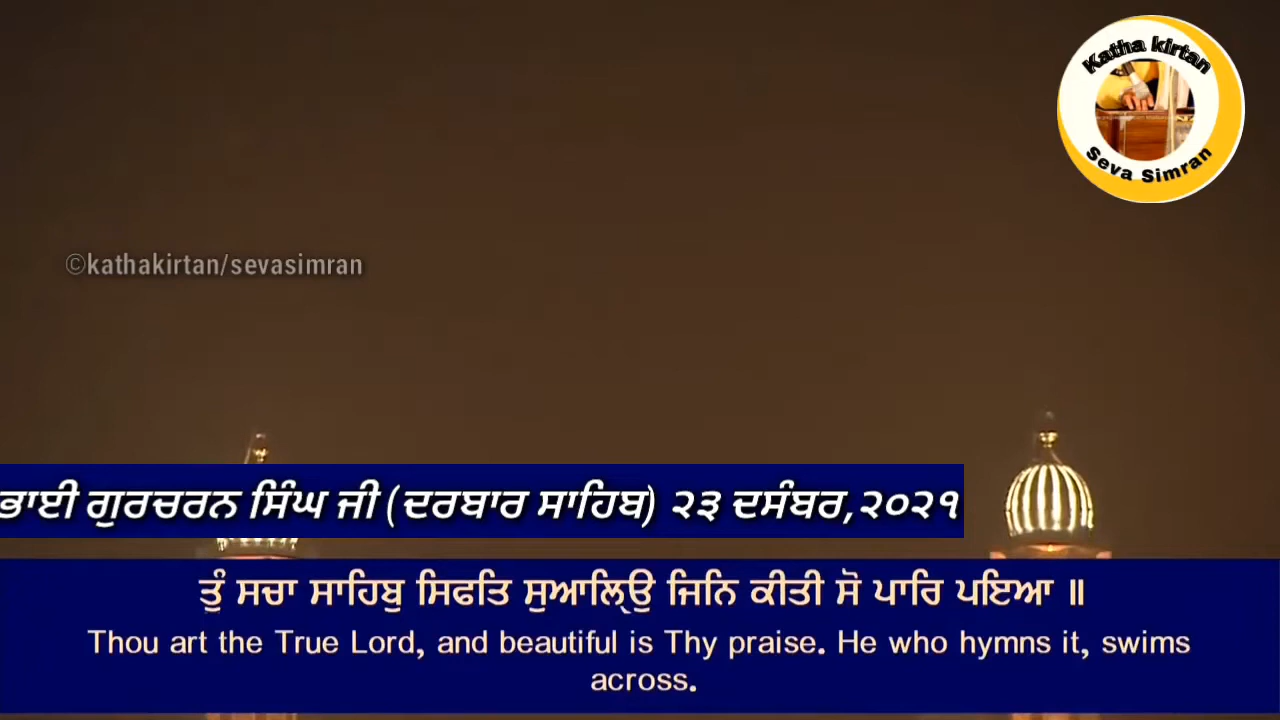 Katha kirtan
Seva Simran
©kathakirtan/sevasimran
ਭਾਈ ਗੁਰਚਰਨ ਸਿੰਘ ਜੀ (ਦਰਬਾਰ ਸਾਹਿਬ) ੨੩ ਦਸੰਬਰ,੨੦੨੧
ਤੂੰ ਸਚਾ ਸਾਹਿਬੁ ਸਿਫਤਿ ਸੁਆਲਿ੍ਉ ਜਿਨਿ ਕੀਤੀ ਸੋ ਪਾਰਿ ਪਇਆ ॥
Thou art the True Lord, and beautiful is Thy praise. He who hymns it, swims
across.